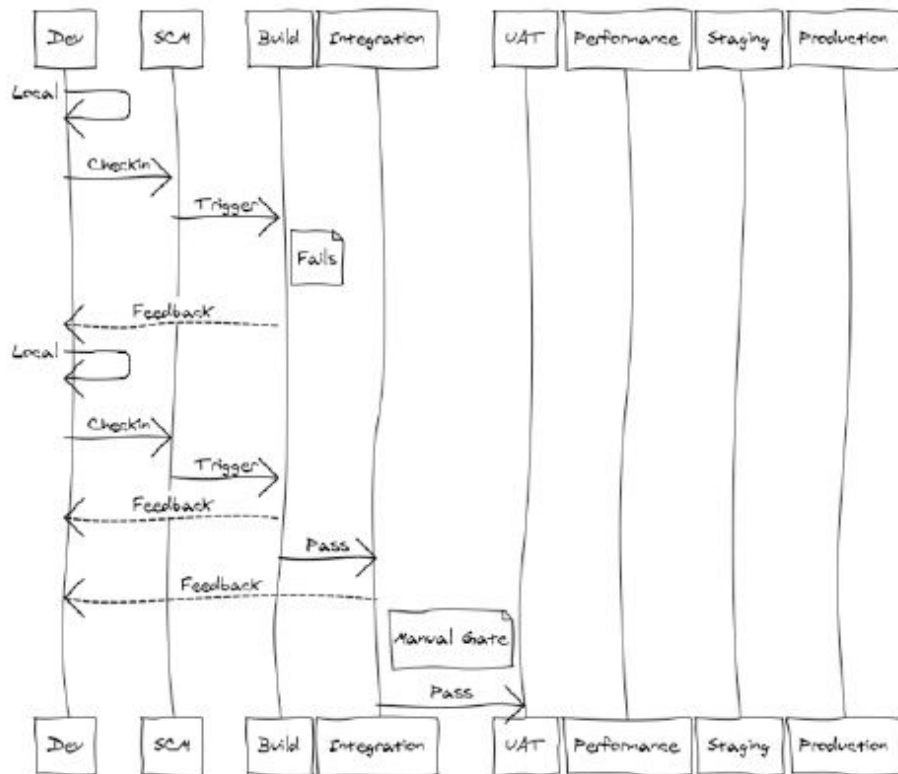 Dev SCM Build Integration UAT Performance Staging Production
Local
Checkin
Trigger
Fails
Feedback
Local
Checkin
Trigger
Feedback
Pass
Feedback
Manual Gate
Pass
Dev SCM Build Integration UAT Performance Staging Production